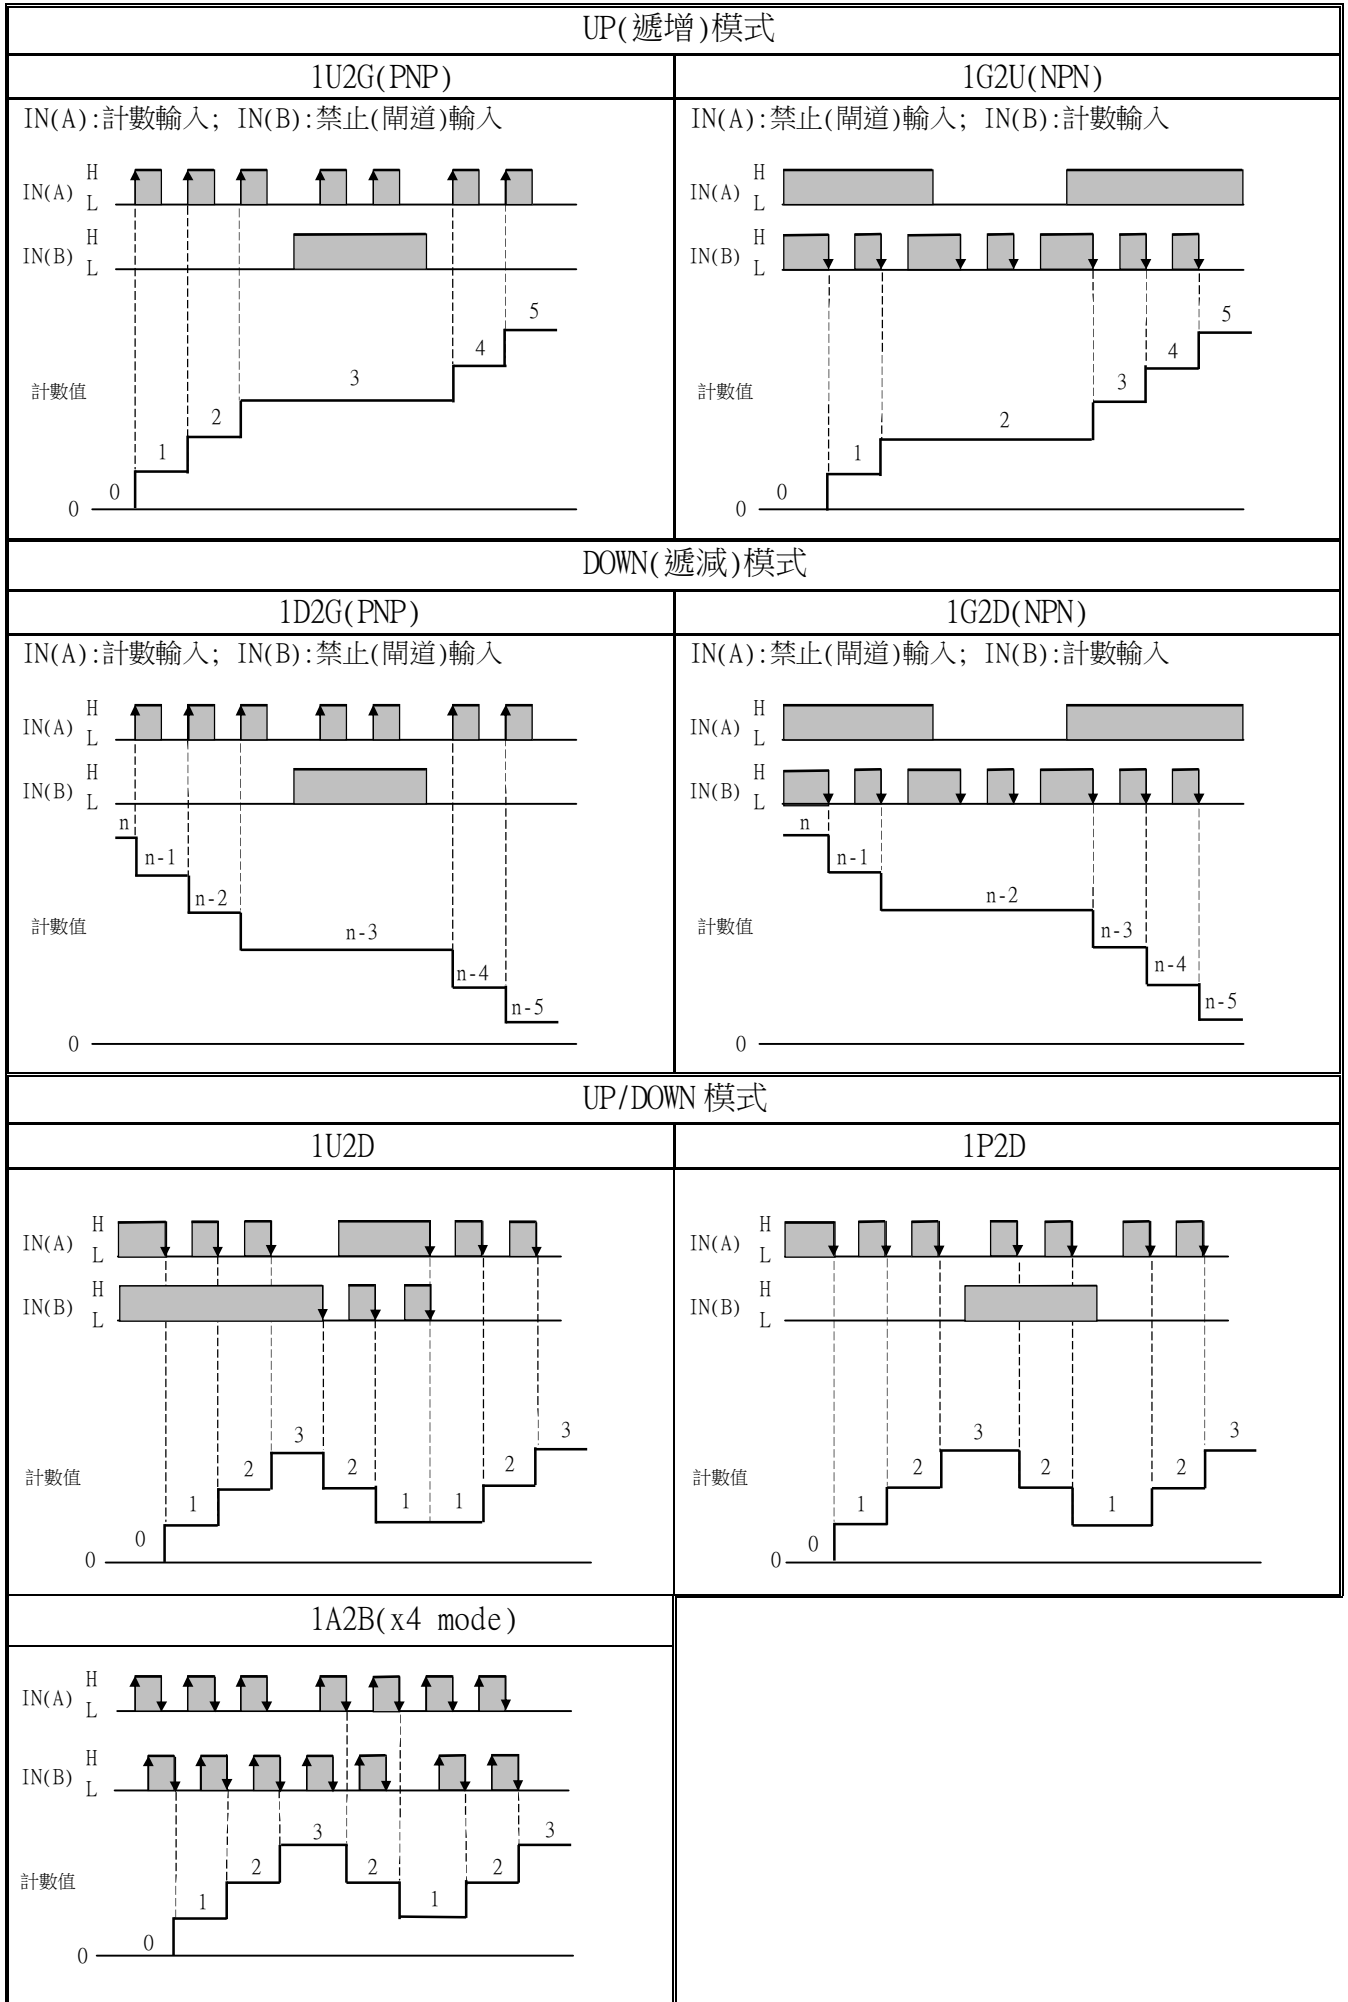 UP(遞增)模式
1U2G(PNP)
1G2U(NPN)
IN(A):計數輸入; IN(B):禁止(閘道)輸入
H
IN(A)
L
H
IN(B)
L
5
4
3
計數值
2
1
0
0
IN(A):禁止(閘道)輸入; IN(B):計數輸入
H
IN(A)
L
H
IN(B)
L
5
4
3
計數值
2
1
0
0
DOWN(遞減)模式
1D2G(PNP)
1G2D(NPN)
IN(A):計數輸入; IN(B):禁止(閘道)輸入
H
IN(A)
L
H
IN(B)
L
n
n-1
n-2
計數值
n-3
n-4
n-5
0
IN(A):禁止(閘道)輸入; IN(B):計數輸入
H
IN(A)
L
H
IN(B)
L
n
n-1
n-2
計數值
n-3
n-4
n-5
0
UP/DOWN 模式
1U2D
1P2D
H
IN(A)
L
H
IN(B)
L
3
3
2
2
2
計數值
1
1
1
0
0
H
IN(A)
L
H
IN(B)
L
3
3
2
2
2
計數值
1
1
0
0
1A2B(x4 mode)
H
IN(A)
L
H
IN(B)
L
3
3
2
2
2
計數值
1
1
0
0